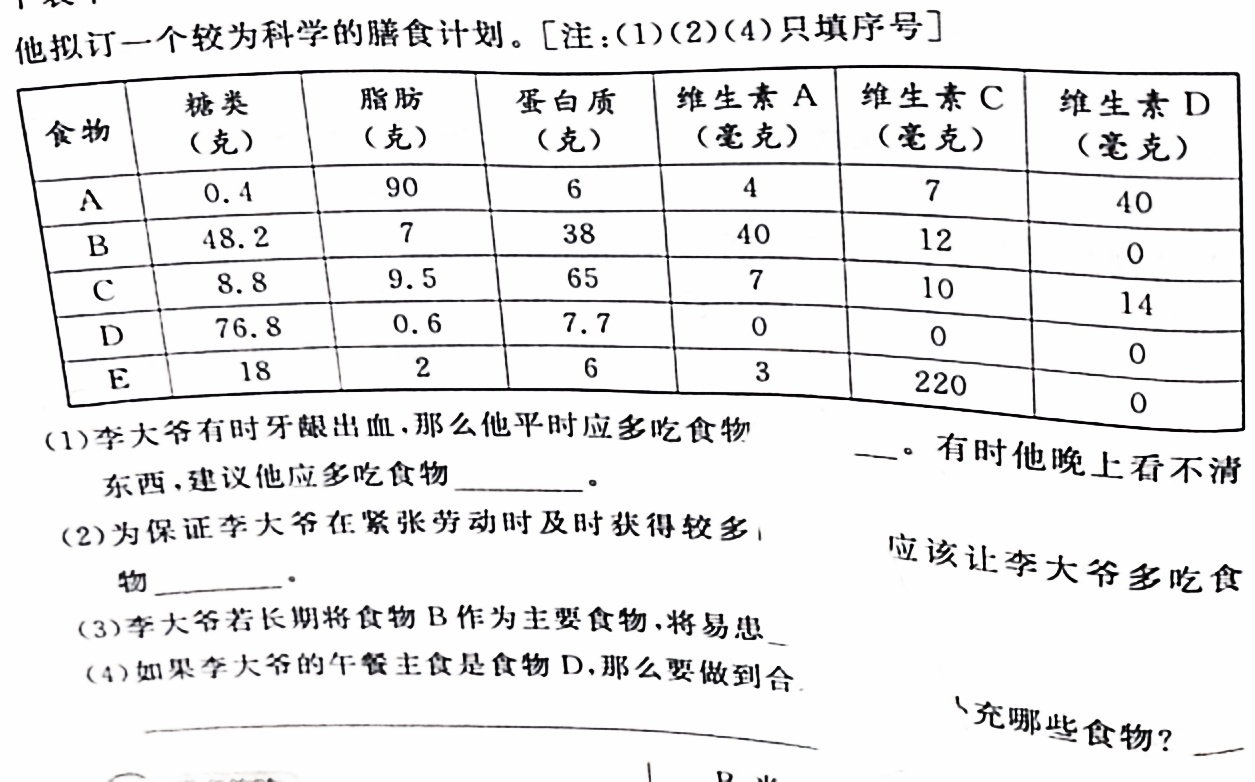 他拟订一个较为科学的膳食计划。[注:(1)(2)(4)只填序号]
食物 糖类(克) 脂肪(克) 蛋白质(克) 维生素A(毫克) 维生素C(毫克) 维生素D(毫克)
A 0.4 90 6 4 7 40
B 48.2 7 38 40 12 0
C 8.8 9.5 65 7 10 14
D 76.8 0.6 7.7 0 0 0
E 18 2 6 3 220 0
(1)李大爷有时牙龈出血,那么他平时应多吃食物 。有时他晚上看不清
东西,建议他应多吃食物 。
(2)为保证李大爷在紧张劳动时及时获得较多 应该让李大爷多吃食
物 。
(3)李大爷若长期将食物B作为主要食物,将易患
(4)如果李大爷的午餐主食是食物D,那么要做到合 充哪些食物?